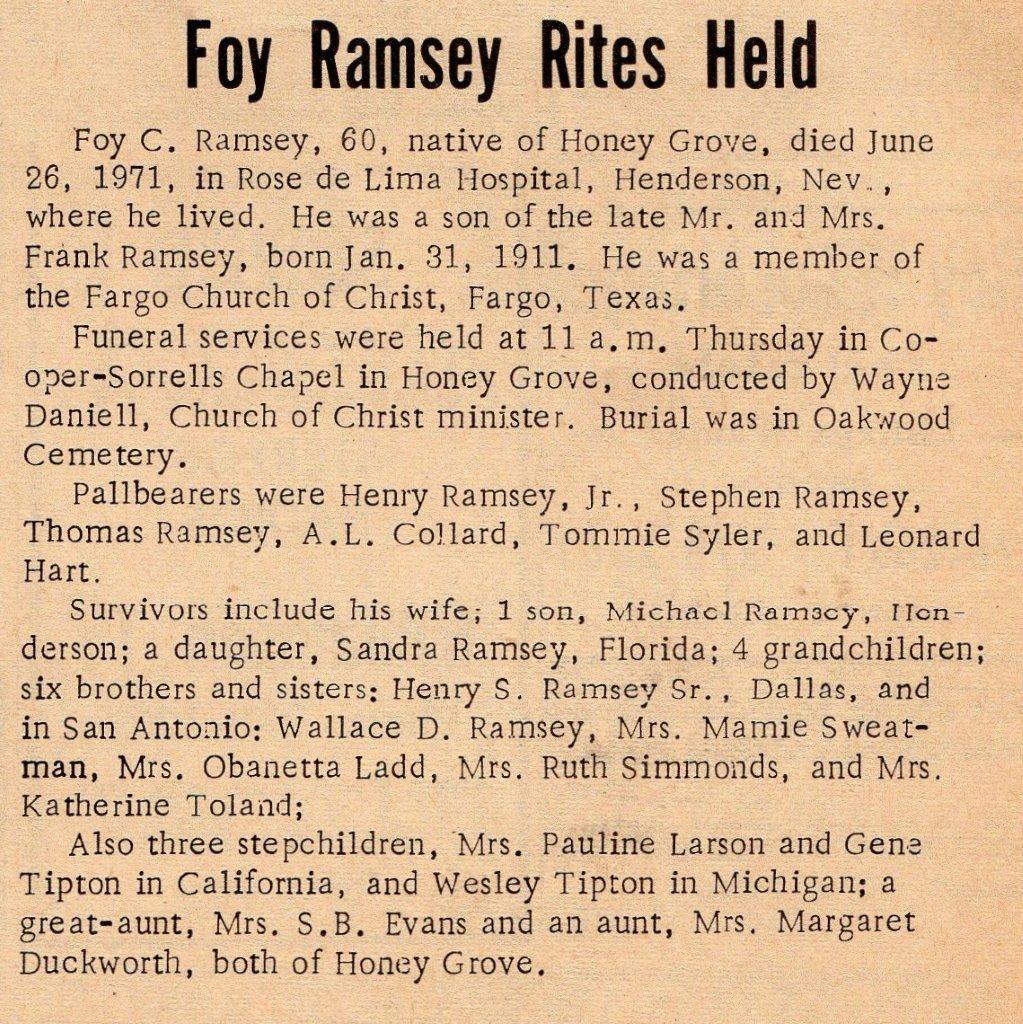 Foy Ramsey Rites Held
Foy C. Ramsey, 60, native of Honey Grove, died June
26, 1971, in Rose de Lima Hospital, Henderson, Nev.,
where he lived. He was a son of the late Mr. and Mrs.
Frank Ramsey, born Jan. 31, 1911. He was a member of
the Fargo Church of Christ, Fargo, Texas.
Funeral services were held at 11 a.m. Thursday in Co-
oper-Sorrells Chapel in Honey Grove, conducted by Wayne
Daniell, Church of Christ minister. Burial was in Oakwood
Cemetery.
Pallbearers were Henry Ramsey, Jr., Stephen Ramsey,
Thomas Ramsey, A.L. Collard, Tommie Syler, and Leonard
Hart.
Survivors include his wife; 1 son, Michael Ramsey, Hen-
derson; a daughter, Sandra Ramsey, Florida; 4 grandchildren;
six brothers and sisters: Henry S. Ramsey Sr., Dallas, and
in San Antonio: Wallace D. Ramsey, Mrs. Mamie Sweat-
man, Mrs. Obanetta Ladd, Mrs. Ruth Simmonds, and Mrs.
Katherine Toland;
Also three stepchildren, Mrs. Pauline Larson and Gene
Tipton in California, and Wesley Tipton in Michigan; a
great-aunt, Mrs. S.B. Evans and an aunt, Mrs. Margaret
Duckworth, both of Honey Grove.